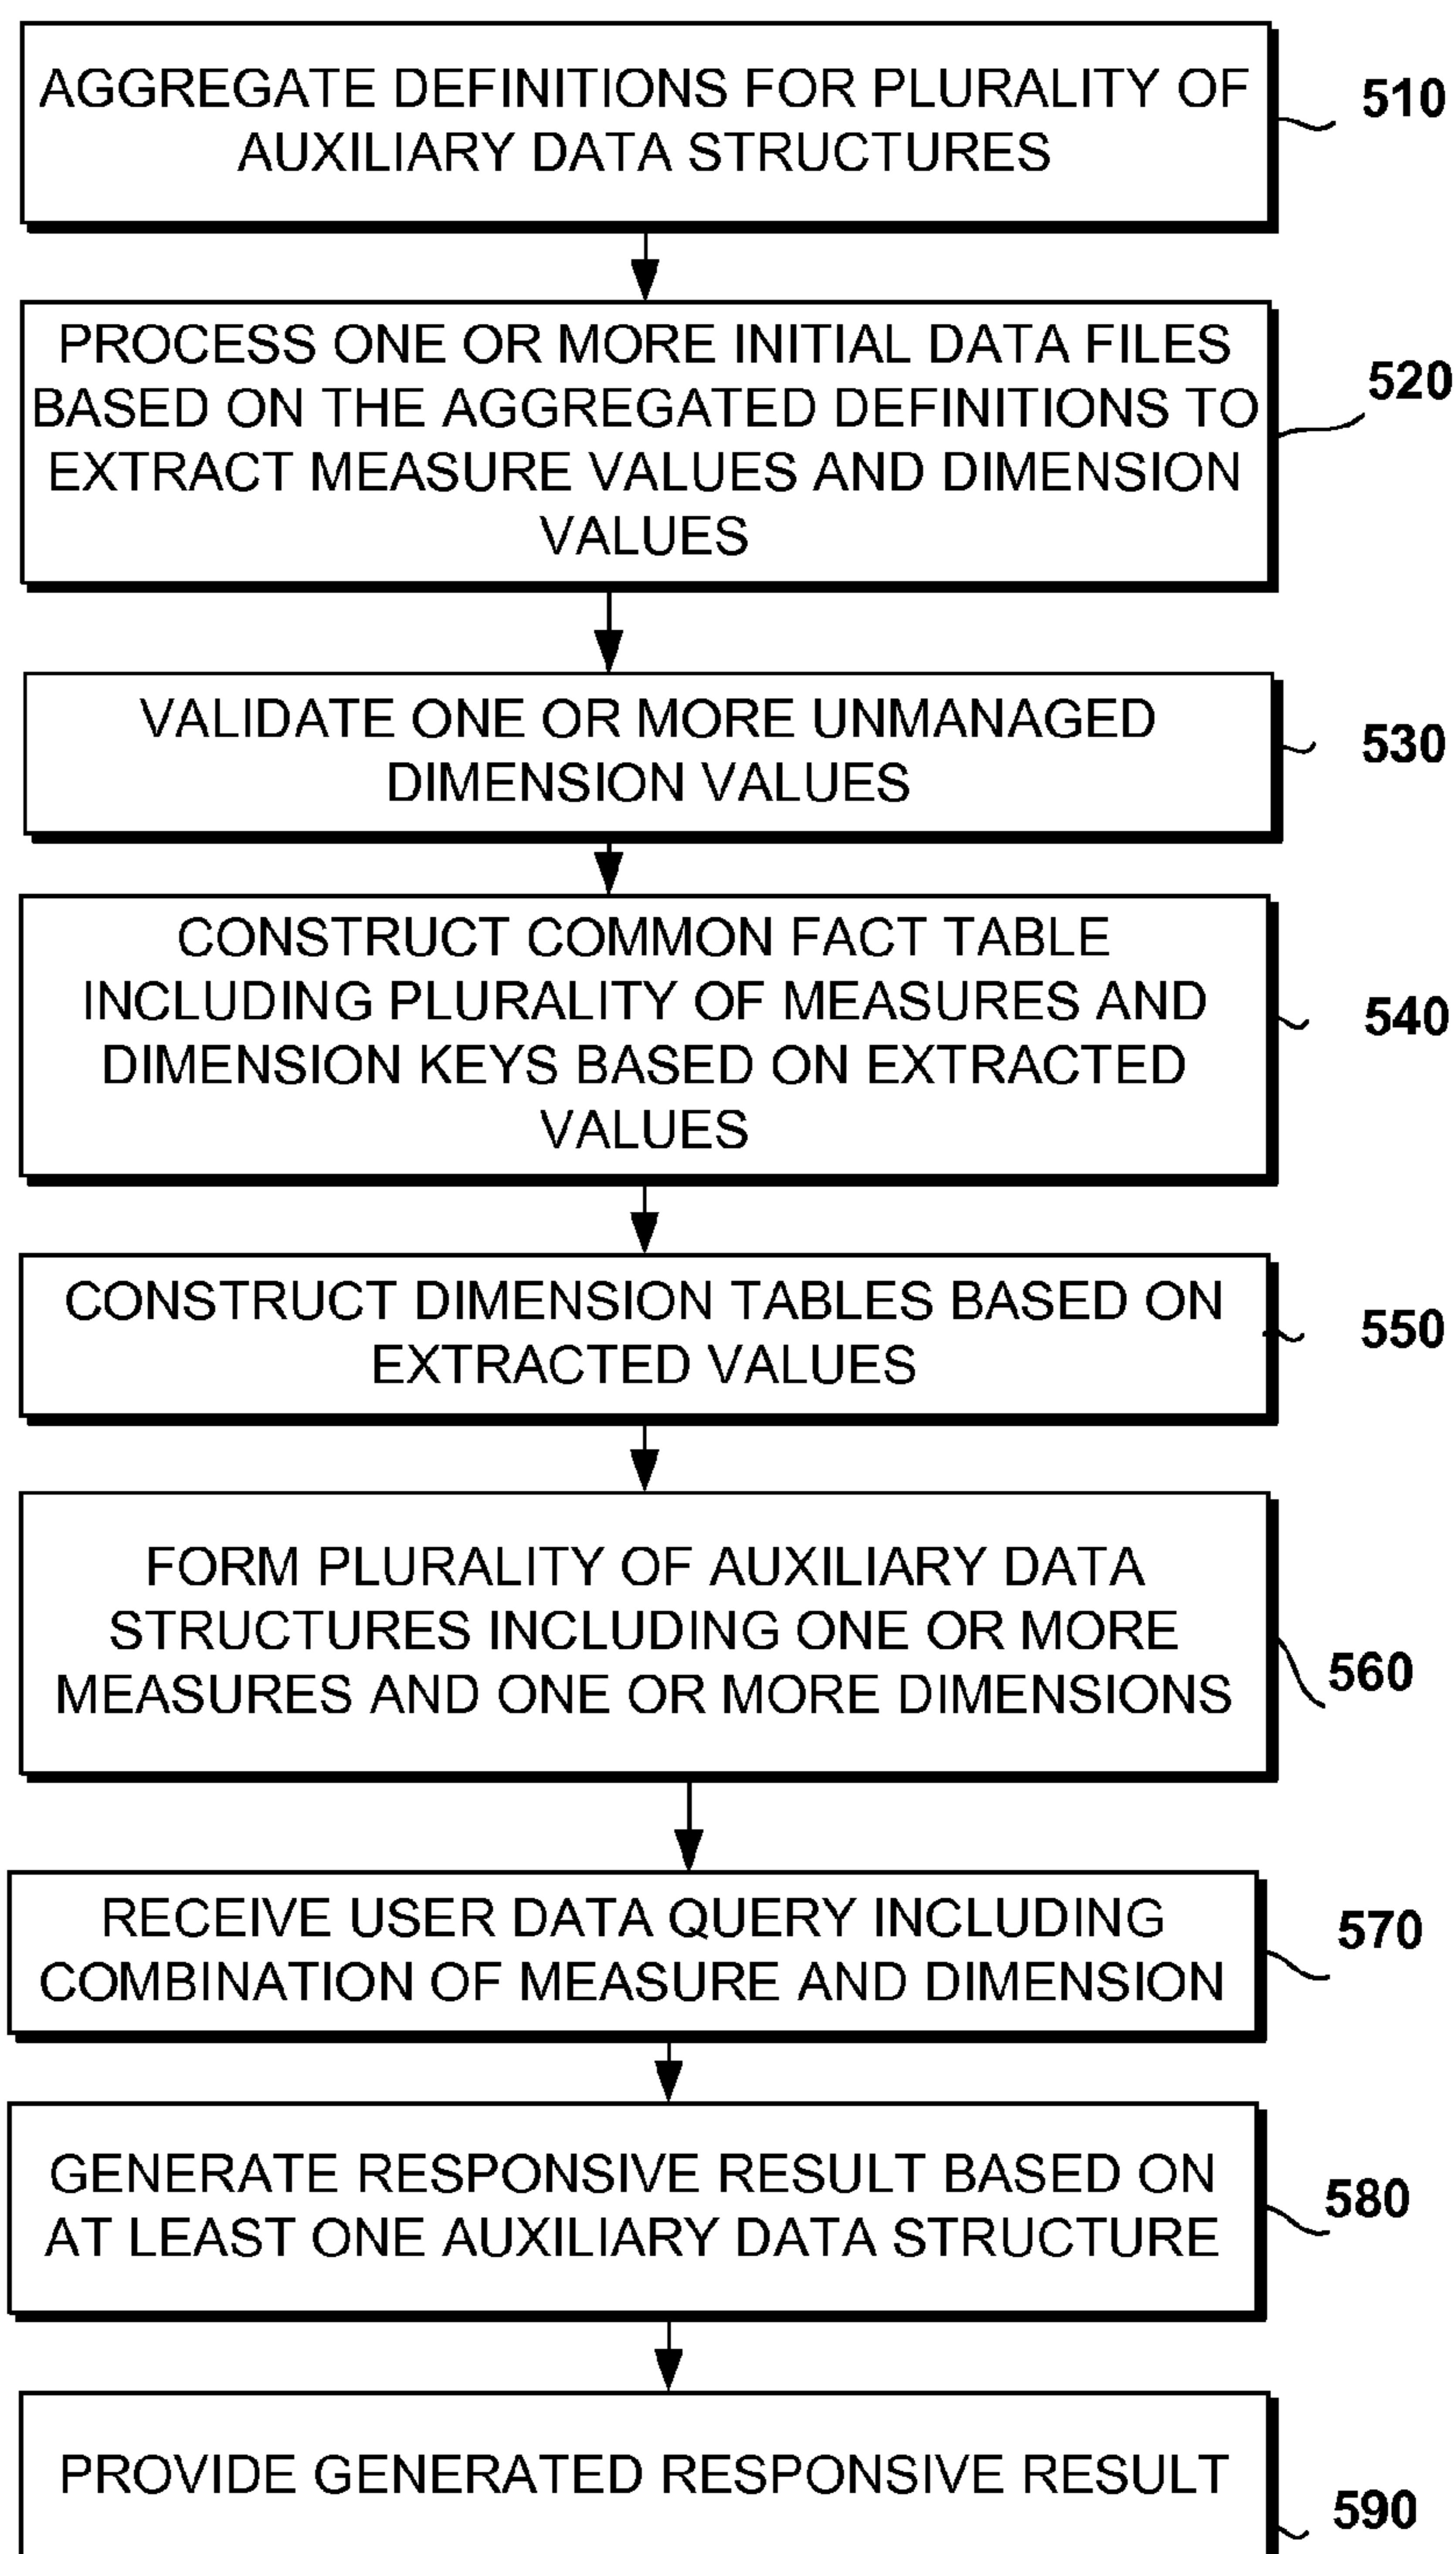 AGGREGATE DEFINITIONS FOR PLURALITY OF
AUXILIARY DATA STRUCTURES
510
PROCESS ONE OR MORE INITIAL DATA FILES
BASED ON THE AGGREGATED DEFINITIONS TO
EXTRACT MEASURE VALUES AND DIMENSION
VALUES
520
VALIDATE ONE OR MORE UNMANAGED
DIMENSION VALUES
530
CONSTRUCT COMMON FACT TABLE
INCLUDING PLURALITY OF MEASURES AND
DIMENSION KEYS BASED ON EXTRACTED
VALUES
540
CONSTRUCT DIMENSION TABLES BASED ON
EXTRACTED VALUES
550
FORM PLURALITY OF AUXILIARY DATA
STRUCTURES INCLUDING ONE OR MORE
MEASURES AND ONE OR MORE DIMENSIONS
560
RECEIVE USER DATA QUERY INCLUDING
COMBINATION OF MEASURE AND DIMENSION
570
GENERATE RESPONSIVE RESULT BASED ON
AT LEAST ONE AUXILIARY DATA STRUCTURE
580
PROVIDE GENERATED RESPONSIVE RESULT
590